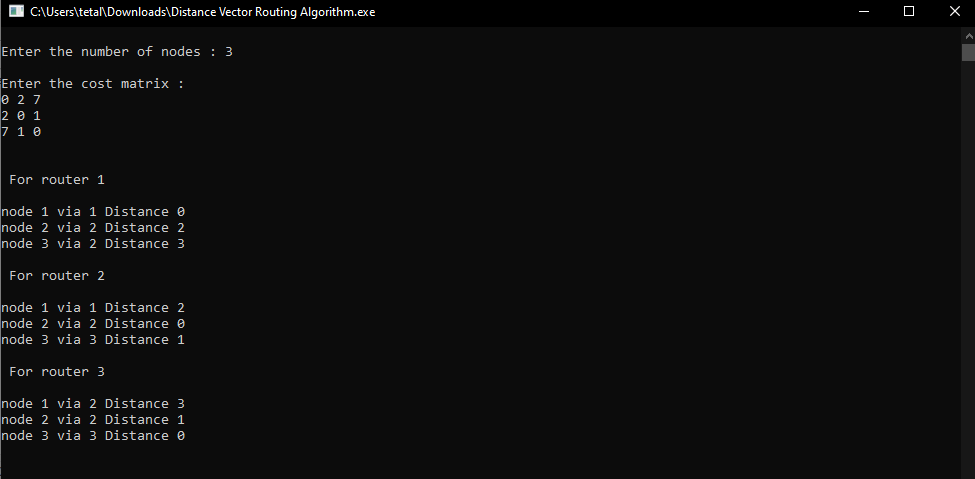 C:\Users\tetal\Downloads\Distance Vector Routing Algorithm.exe
Enter the number of nodes : 3
Enter the cost matrix :
0 2 7
2 0 1
7 1 0
For router 1
node 1 via 1 Distance 0
node 2 via 2 Distance 2
node 3 via 2 Distance 3
For router 2
node 1 via 1 Distance 2
node 2 via 2 Distance 0
node 3 via 3 Distance 1
For router 3
node 1 via 2 Distance 3
node 2 via 2 Distance 1
node 3 via 3 Distance 0